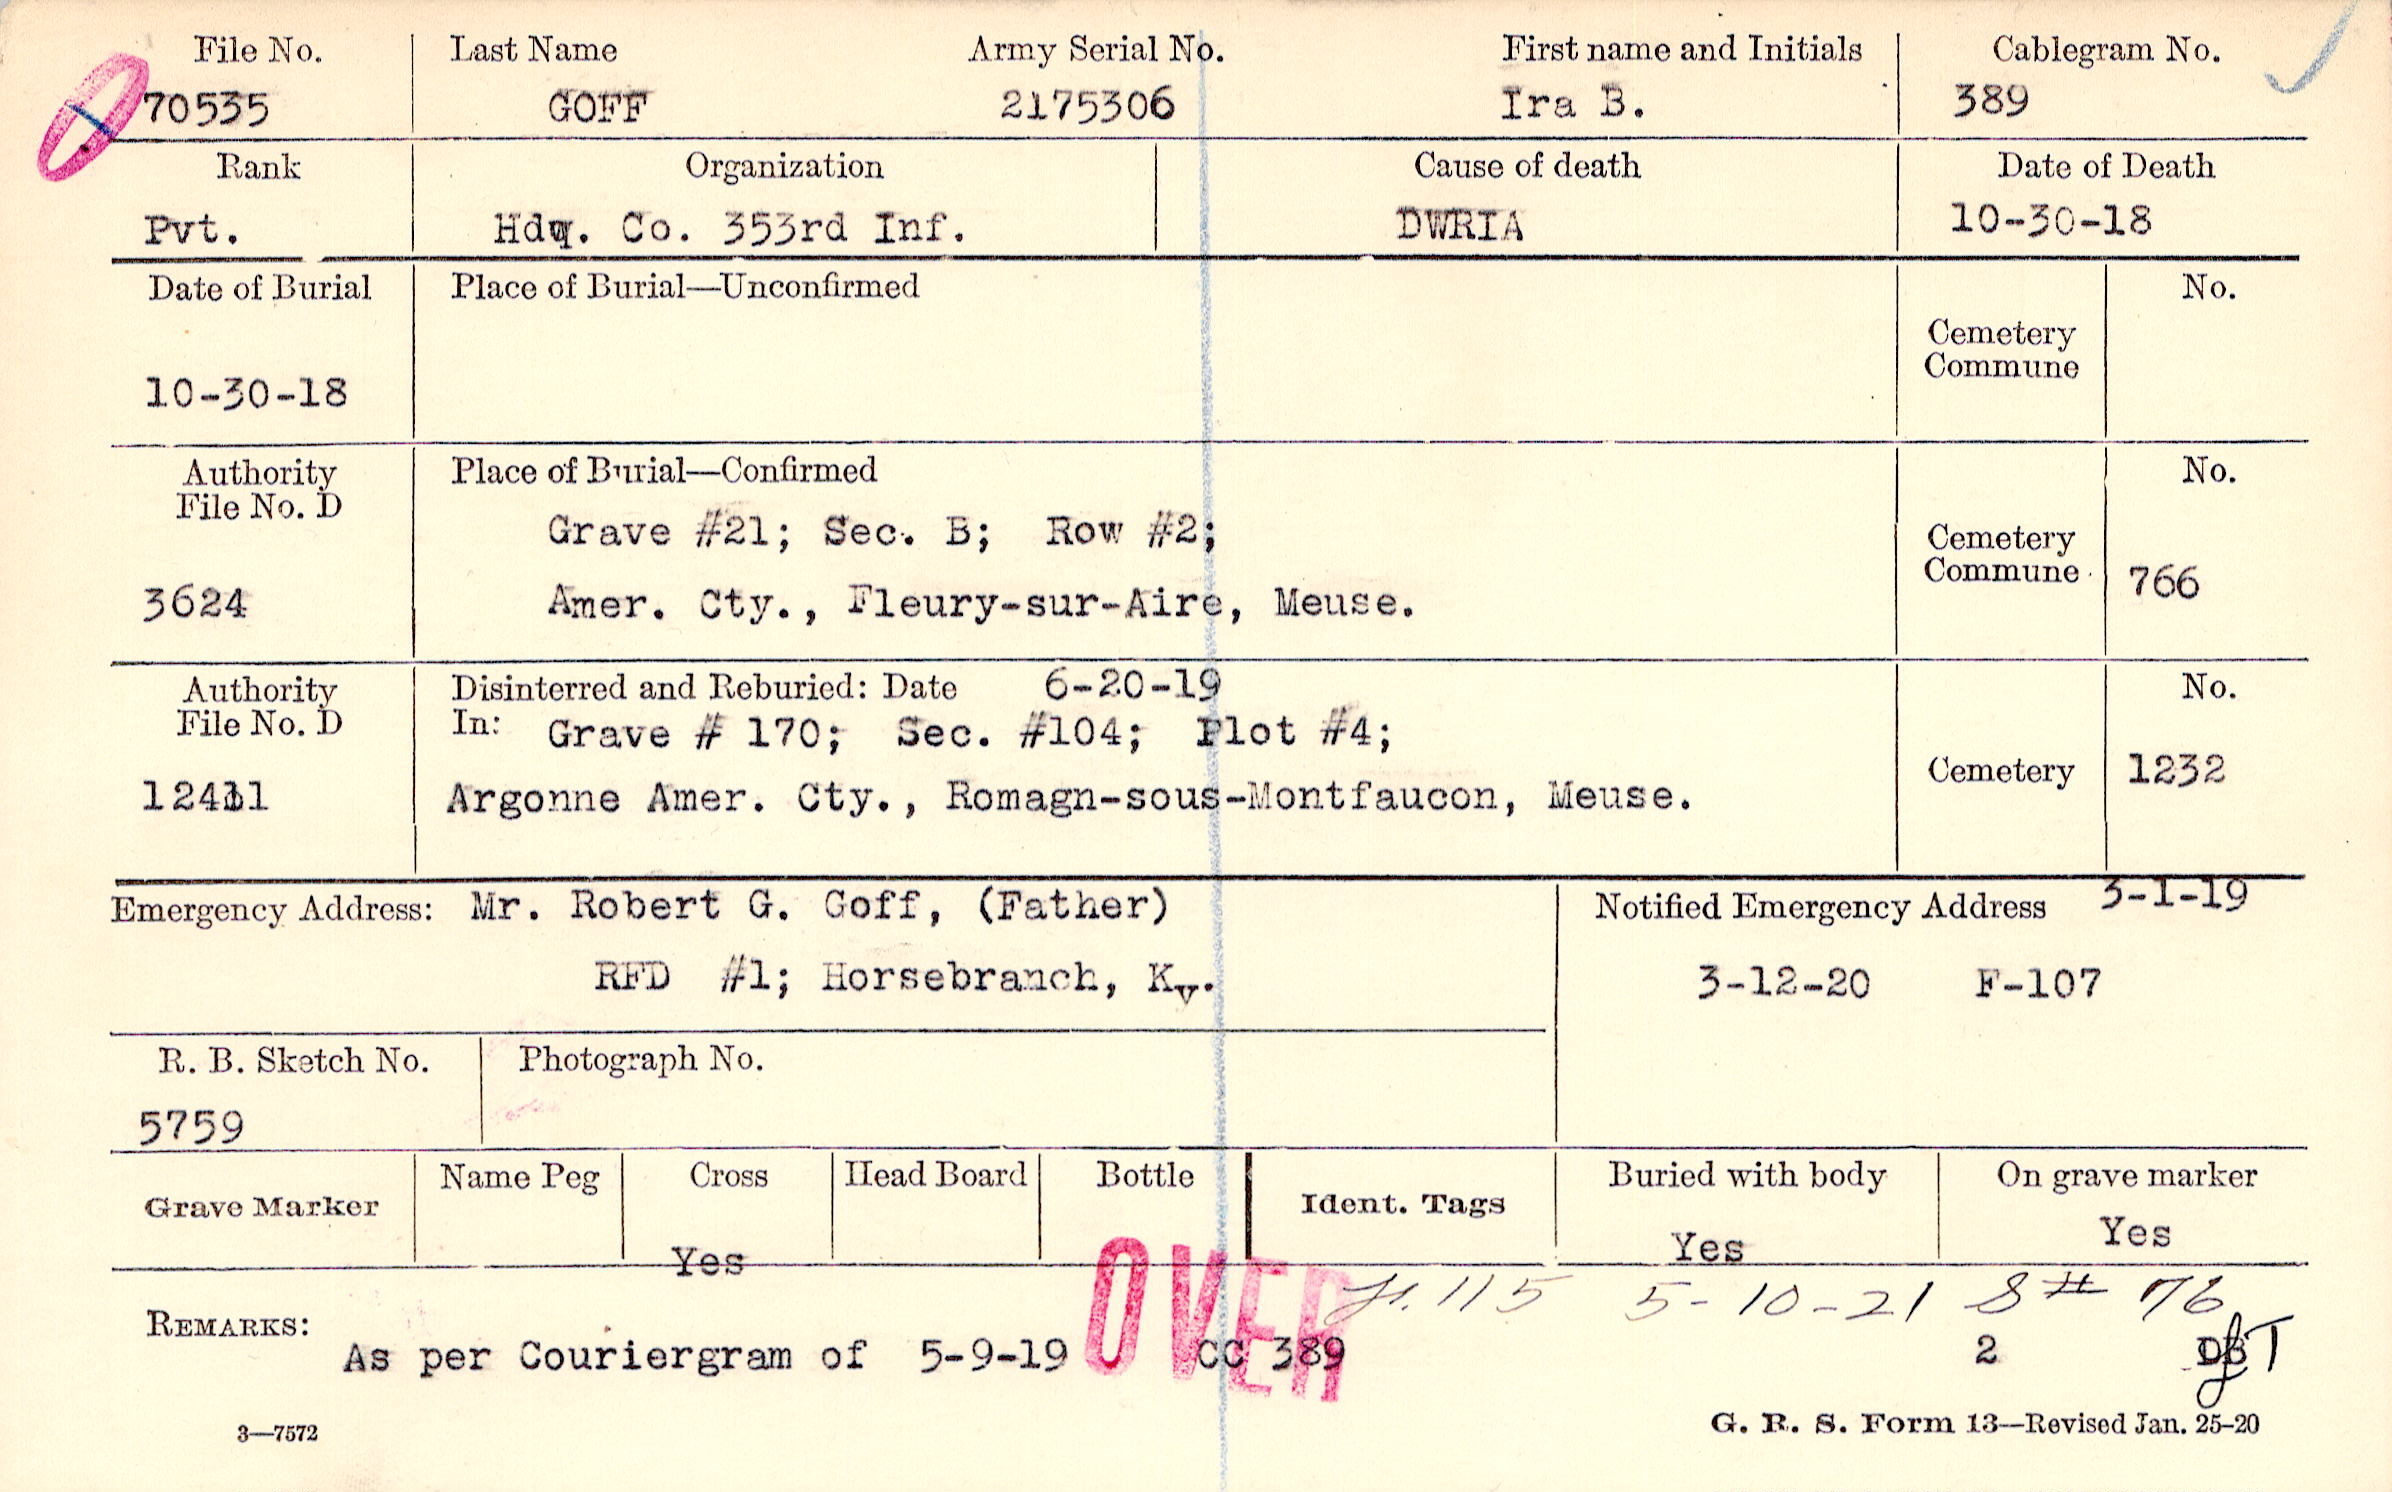 File No. Last Name Army Serial No. First name and Initials Cablegram No.
70535 GOFF 2175306 Ira B. 389
Rank Organization Cause of death Date of Death
Pvt. Hdq. Co. 353rd Inf. DWRIA 10-30-18
Date of Burial Place of Burial—Unconfirmed No.
Cemetery
Commune
10-30-18
Authority Place of Burial—Confirmed No.
File No. D
Grave #21; Sec. B; Row #2;
Cemetery
Commune 766
3624 Amer. Cty., Fleury-sur-Aire, Meuse.
Authority Disinterred and Reburied: Date 6-20-19 No.
File No. D In: Grave # 170; Sec. #104; Plot #4;
Cemetery 1232
12411 Argonne Amer. Cty., Romagn-sous-Montfaucon, Meuse.
Emergency Address: Mr. Robert G. Goff, (Father) Notified Emergency Address 3-1-19
RFD #1; Horsebranch, Ky. 3-12-20 F-107
R. B. Sketch No. Photograph No.
5759
Grave Marker Name Peg Cross Head Board Bottle Ident. Tags Buried with body On grave marker
Yes Yes Yes
OVER
115 5-10-21 8# 76
REMARKS: As per Couriergram of 5-9-19 CC 389 2
3—7572 G. R. S. Form 13—Revised Jan. 25-20